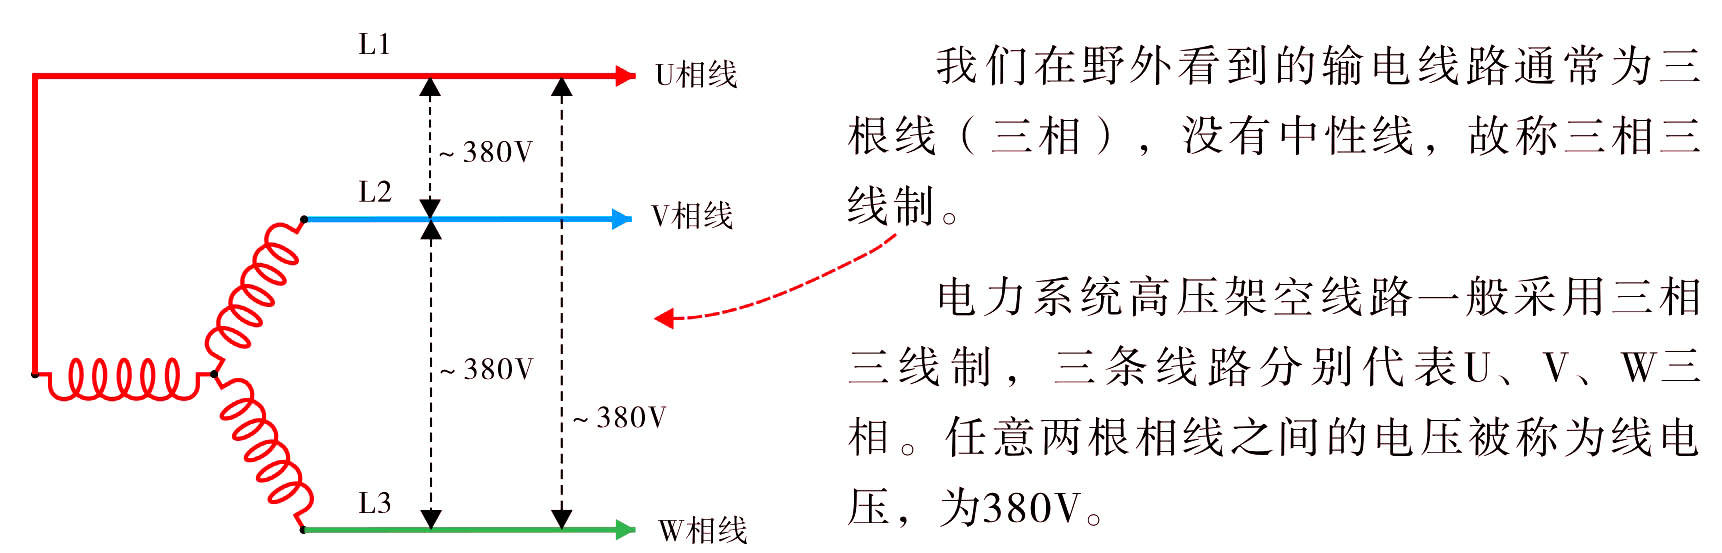 L1
U相线
~380V
L2
V相线
~380V
~380V
L3
W相线
我们在野外看到的输电线路通常为三
根线（三相），没有中性线，故称三相三
线制。
电力系统高压架空线路一般采用三相
三线制，三条线路分别代表U、V、W三
相。任意两根相线之间的电压被称为线电
压，为380V。